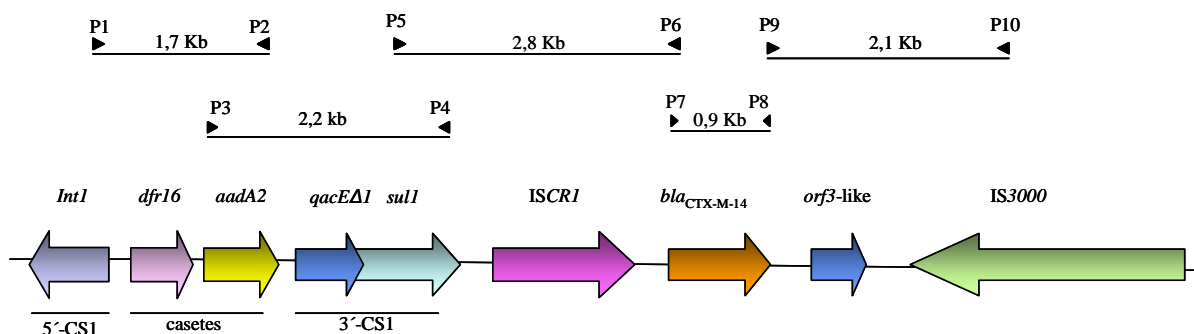 P1 1,7 Kb P2
P5 2,8 Kb P6
P9 2,1 Kb P10
P3 2,2 kb P4
P7 0,9 Kb P8
Int1 dfr16 aadA2 qacEΔ1 sul1 ISCR1 blaCTX-M-14 orf3-like IS3000
5´-CS1 casetes 3´-CS1